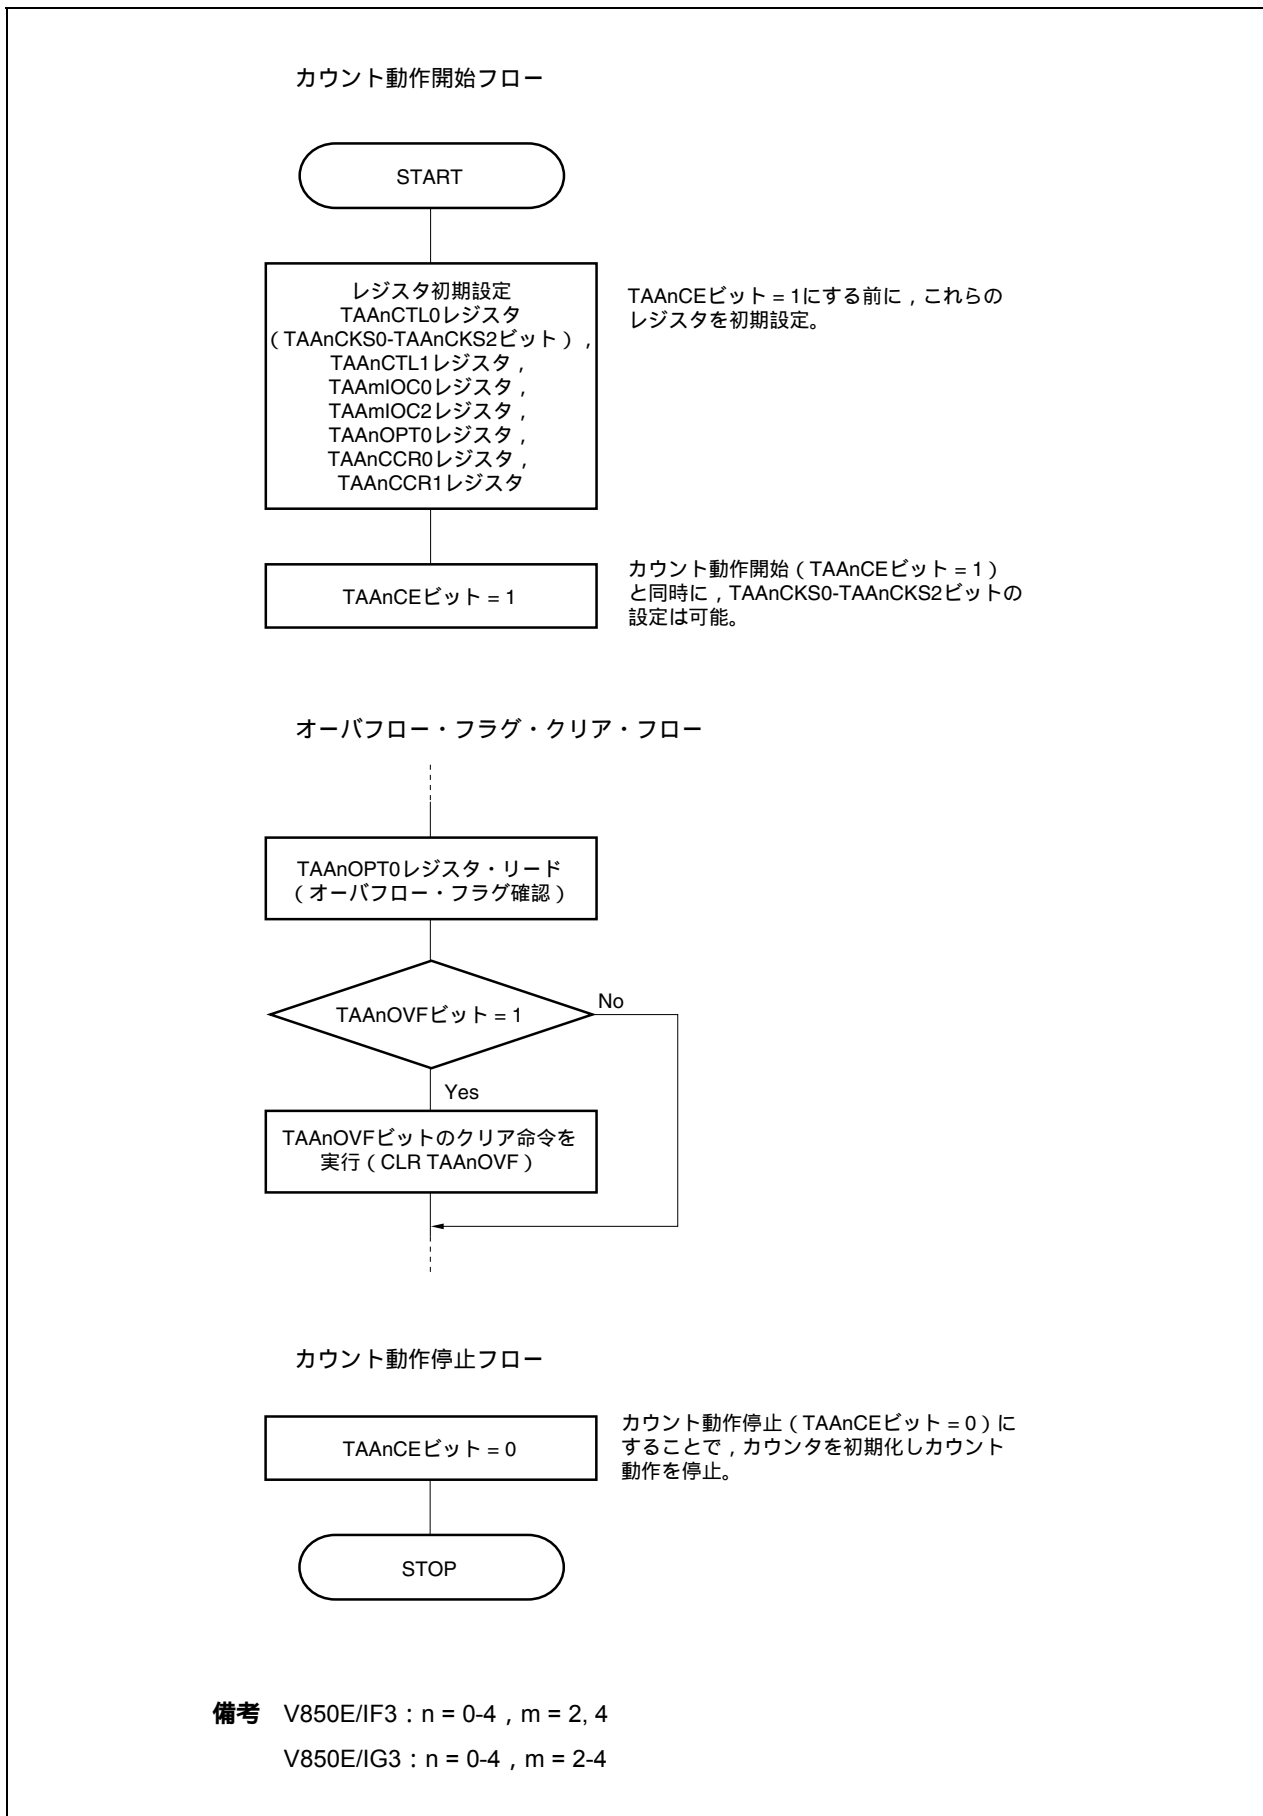 カウント動作開始フロー
START
レジスタ初期設定
TAAnCTL0レジスタ
（TAAnCKS0-TAAnCKS2ビット），
TAAnCTL1レジスタ，
TAAmIOC0レジスタ，
TAAmIOC2レジスタ，
TAAnOPT0レジスタ，
TAAnCCR0レジスタ，
TAAnCCR1レジスタ
TAAnCEビット = 1にする前に，これらの
レジスタを初期設定。
TAAnCEビット = 1
カウント動作開始（TAAnCEビット = 1）
と同時に，TAAnCKS0-TAAnCKS2ビットの
設定は可能。
オーバフロー・フラグ・クリア・フロー
TAAnOPT0レジスタ・リード
（オーバフロー・フラグ確認）
TAAnOVFビット = 1
No
Yes
TAAnOVFビットのクリア命令を
実行（CLR TAAnOVF）
カウント動作停止フロー
TAAnCEビット = 0
カウント動作停止（TAAnCEビット = 0）に
することで，カウンタを初期化しカウント
動作を停止。
STOP
備考 V850E/IF3：n = 0-4，m = 2, 4
V850E/IG3：n = 0-4，m = 2-4